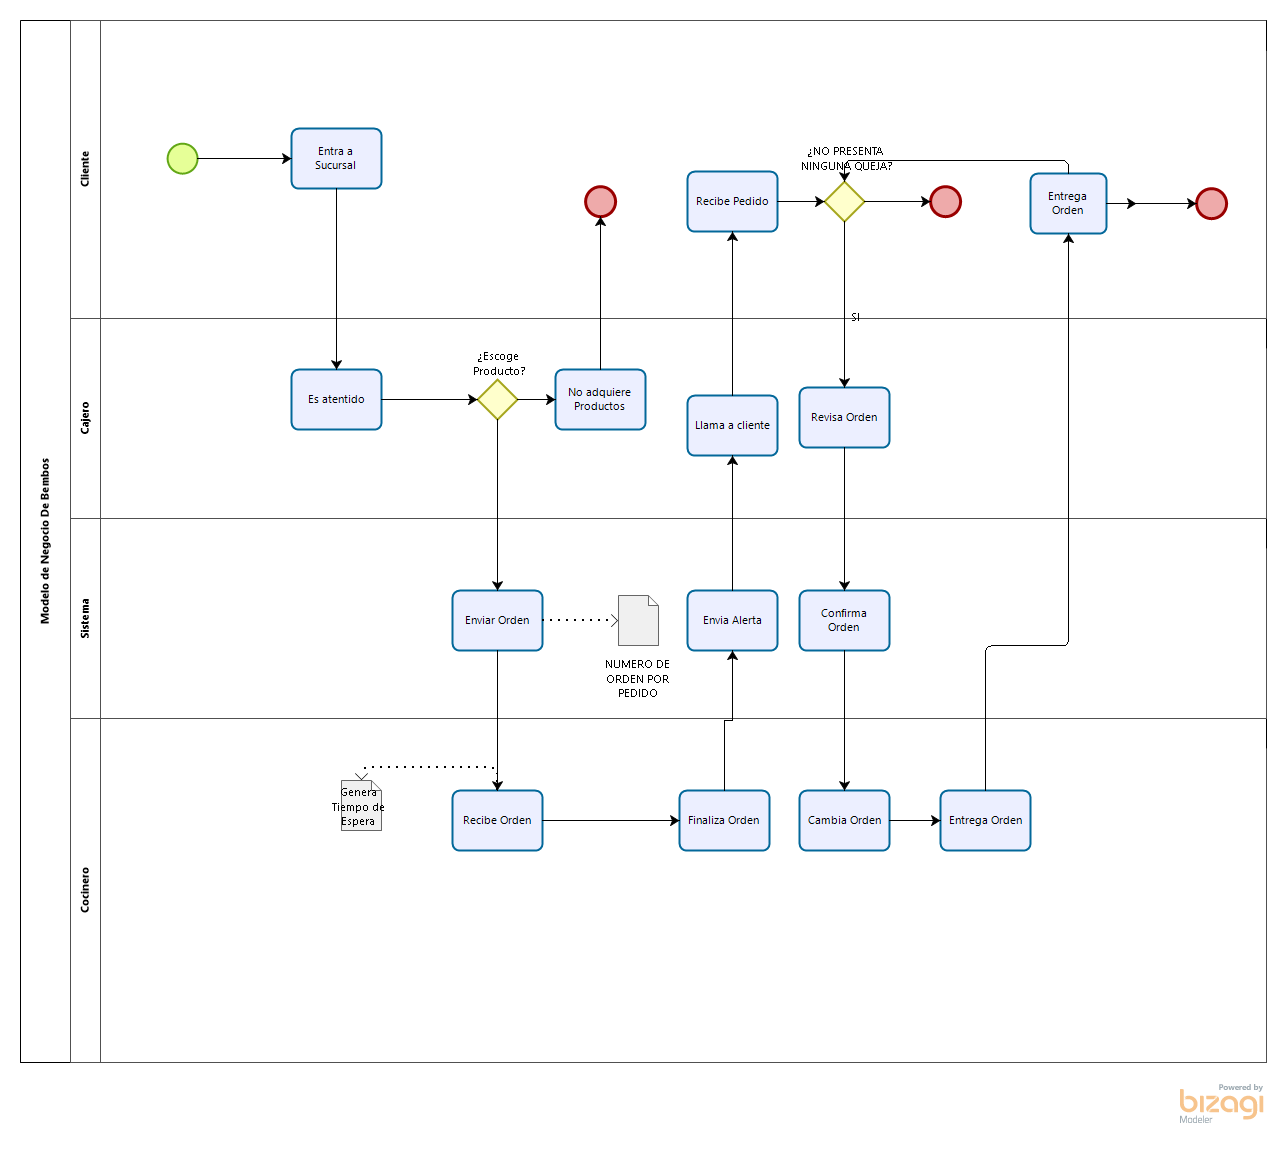 Modelo de Negocio De Bembos
Cliente
Entra a
Sucursal
Recibe Pedido
¿NO PRESENTA
NINGUNA QUEJA?
Entrega
Orden
SI
Cajero
Es atentido
¿Escoge
Producto?
No adquiere
Productos
Llama a cliente
Revisa Orden
Sistema
Enviar Orden
NUMERO DE
ORDEN POR
PEDIDO
Envia Alerta
Confirma
Orden
Cocinero
Genera
Tiempo de
Espera
Recibe Orden
Finaliza Orden
Cambia Orden
Entrega Orden
Powered by
bizagi
Modeler